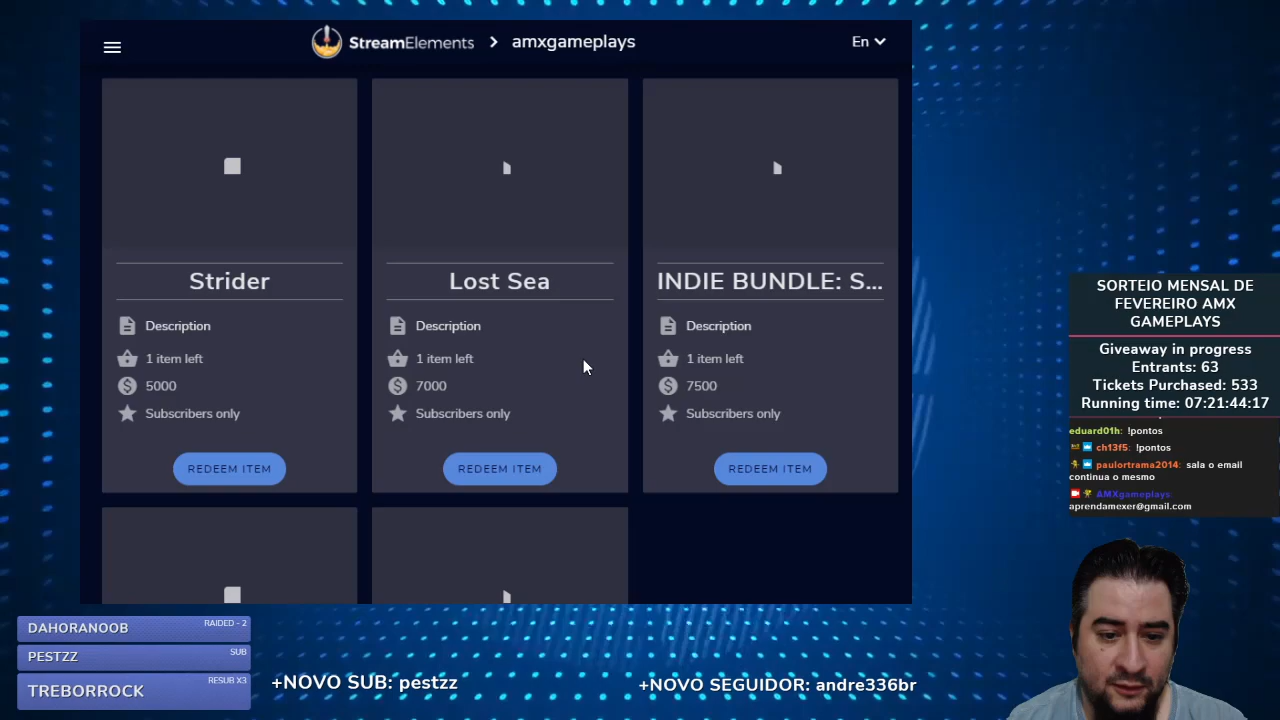 StreamElements > amxgameplays
En
Strider
Description
1 item left
5000
Subscribers only
REDEEM ITEM
Lost Sea
Description
1 item left
7000
Subscribers only
REDEEM ITEM
INDIE BUNDLE: S...
Description
1 item left
7500
Subscribers only
REDEEM ITEM
SORTEIO MENSAL DE
FEVEREIRO AMX
GAMEPLAYS
Giveaway in progress
Entrants: 63
Tickets Purchased: 533
Running time: 07:21:44:17
eduard01h: !pontos
ch13f5: !pontos
paulortrama2014: sala o email
continua o mesmo
AMXgameplays:
aprendamexer@gmail.com
DAHORANOOB RAIDED - 2
PESTZZ SUB
TREBORROCK RESUB X3
+NOVO SUB: pestzz
+NOVO SEGUIDOR: andre336br